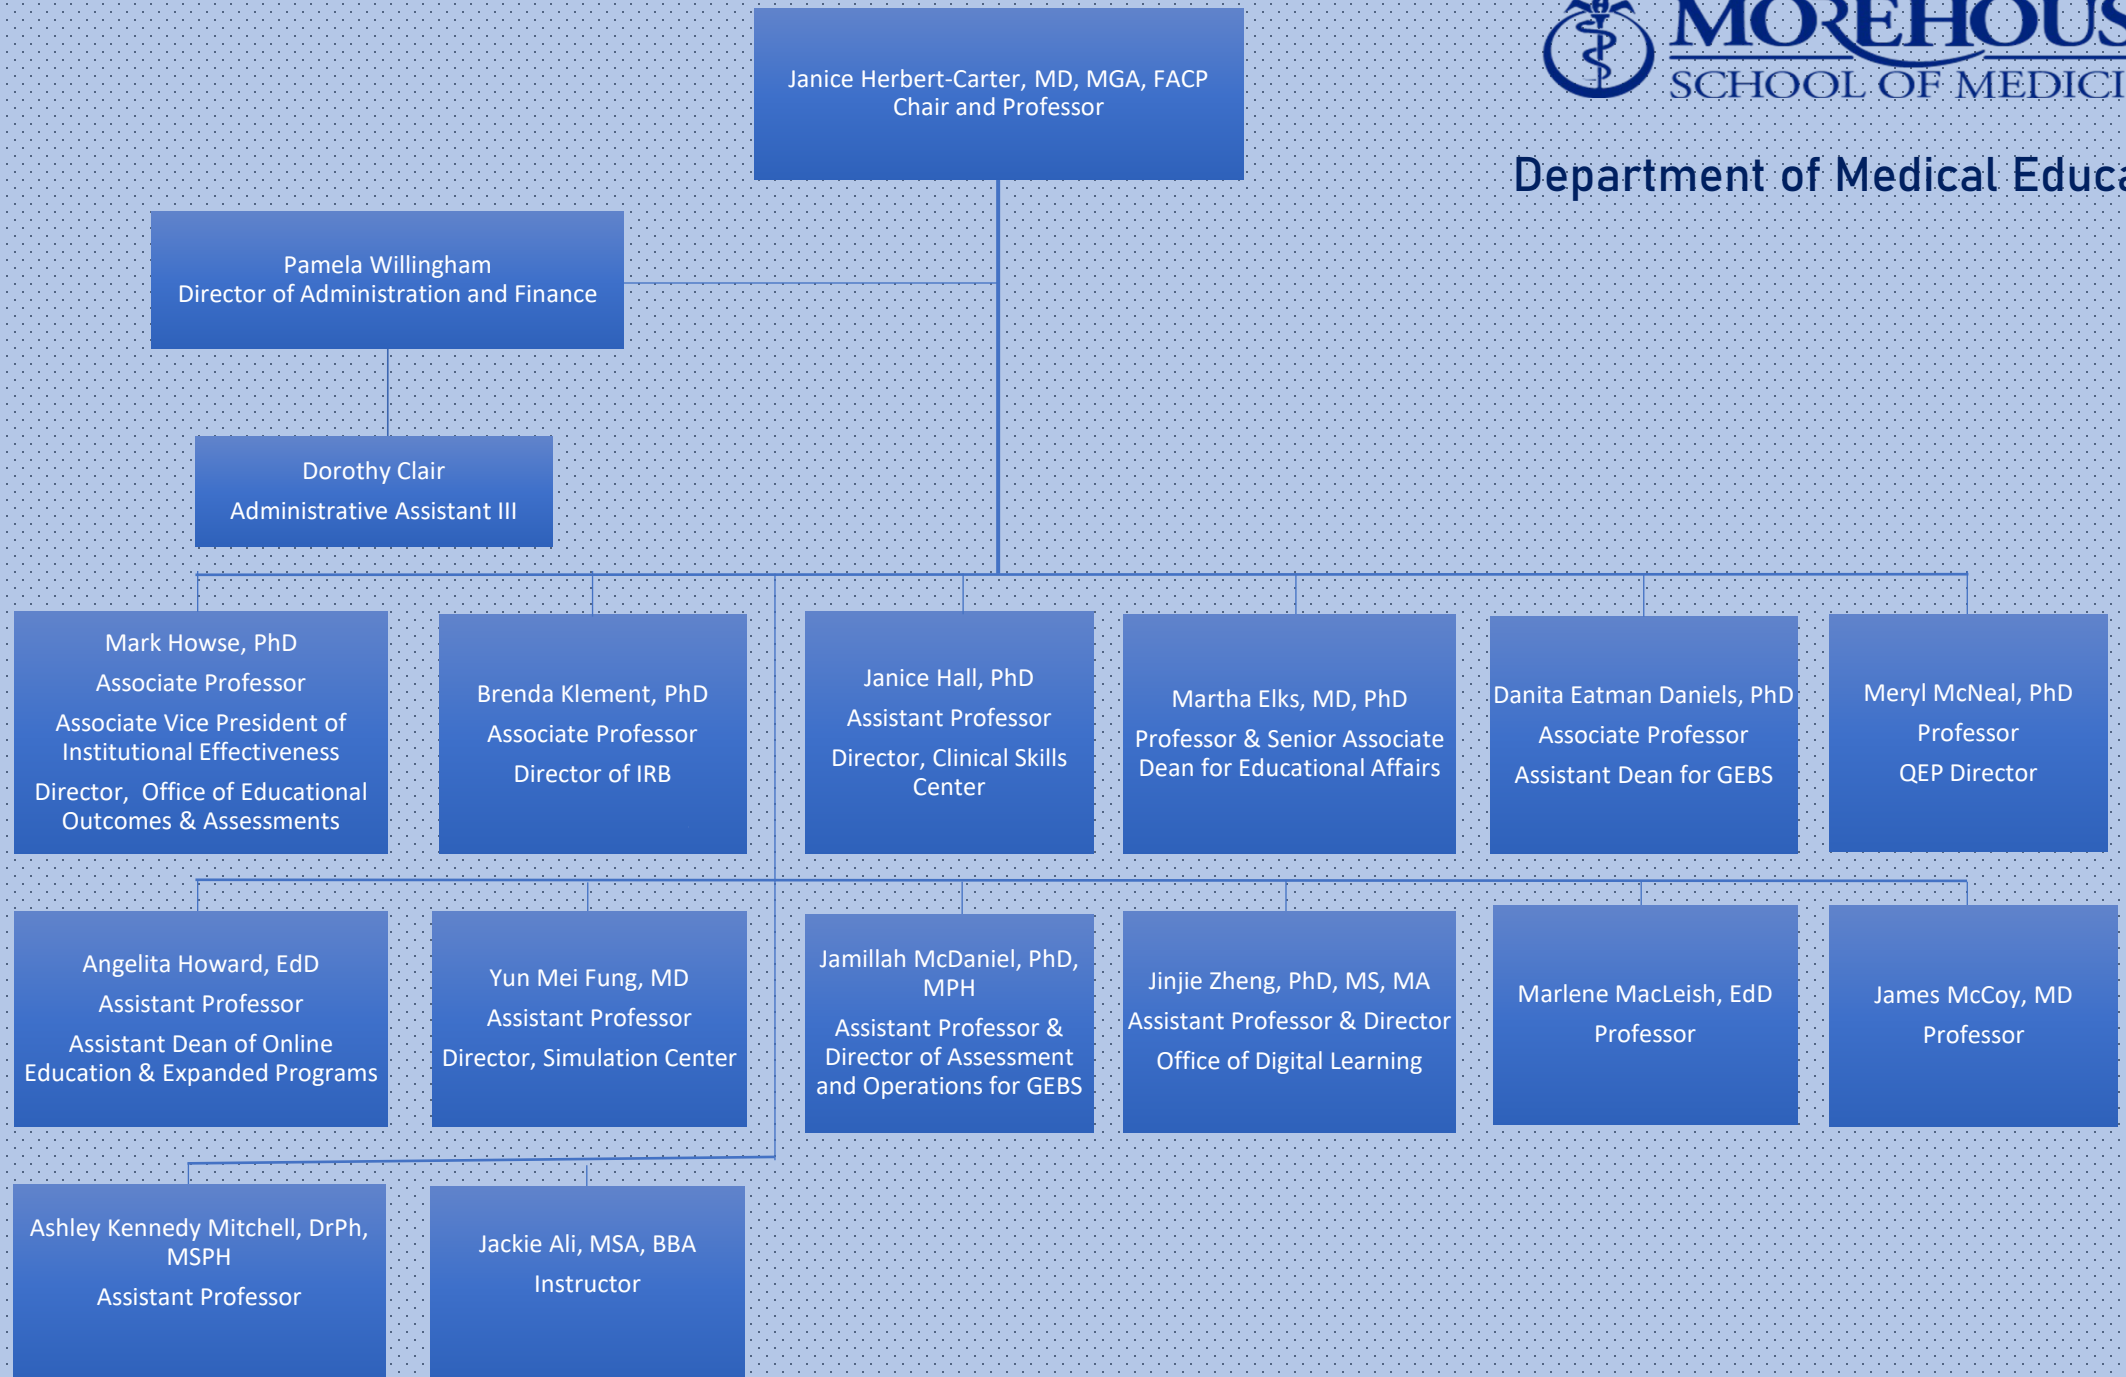 MOREHOUS
SCHOOL OF MEDICI
Department of Medical Educa
Janice Herbert-Carter, MD, MGA, FACP
Chair and Professor
Pamela Willingham
Director of Administration and Finance
Dorothy Clair
Administrative Assistant III
Mark Howse, PhD
Associate Professor
Associate Vice President of
Institutional Effectiveness
Director, Office of Educational
Outcomes & Assessments
Brenda Klement, PhD
Associate Professor
Director of IRB
Janice Hall, PhD
Assistant Professor
Director, Clinical Skills
Center
Martha Elks, MD, PhD
Professor & Senior Associate
Dean for Educational Affairs
Danita Eatman Daniels, PhD
Associate Professor
Assistant Dean for GEBS
Meryl McNeal, PhD
Professor
QEP Director
Angelita Howard, EdD
Assistant Professor
Assistant Dean of Online
Education & Expanded Programs
Yun Mei Fung, MD
Assistant Professor
Director, Simulation Center
Jamillah McDaniel, PhD,
MPH
Assistant Professor &
Director of Assessment
and Operations for GEBS
Jinjie Zheng, PhD, MS, MA
Assistant Professor & Director
Office of Digital Learning
Marlene MacLeish, EdD
Professor
James McCoy, MD
Professor
Ashley Kennedy Mitchell, DrPh,
MSPH
Assistant Professor
Jackie Ali, MSA, BBA
Instructor